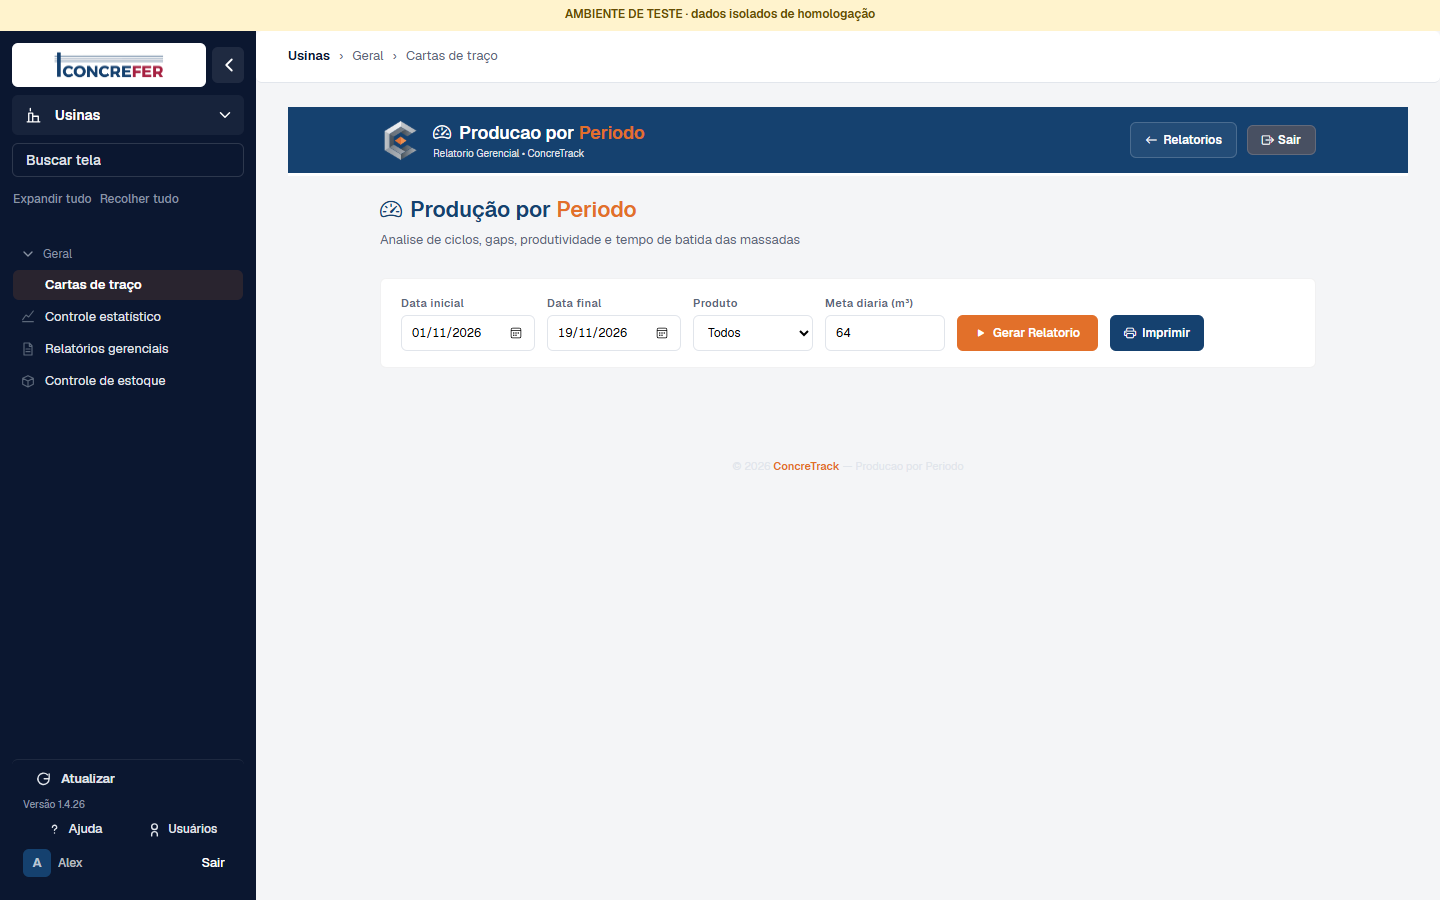 AMBIENTE DE TESTE · dados isolados de homologação
CONCREFER
Usinas
Buscar tela
Expandir tudo Recolher tudo
Geral
Cartas de traço
Controle estatístico
Relatórios gerenciais
Controle de estoque
Atualizar
Versão 1.4.26
? Ajuda Usuários
A Alex Sair
Usinas › Geral › Cartas de traço
Producao por Periodo
Relatorio Gerencial • ConcreTrack
← Relatorios Sair
Produção por Periodo
Analise de ciclos, gaps, produtividade e tempo de batida das massadas
Data inicial Data final Produto Meta diaria (m³)
01/11/2026 19/11/2026 Todos 64 Gerar Relatorio Imprimir
© 2026 ConcreTrack — Producao por Periodo